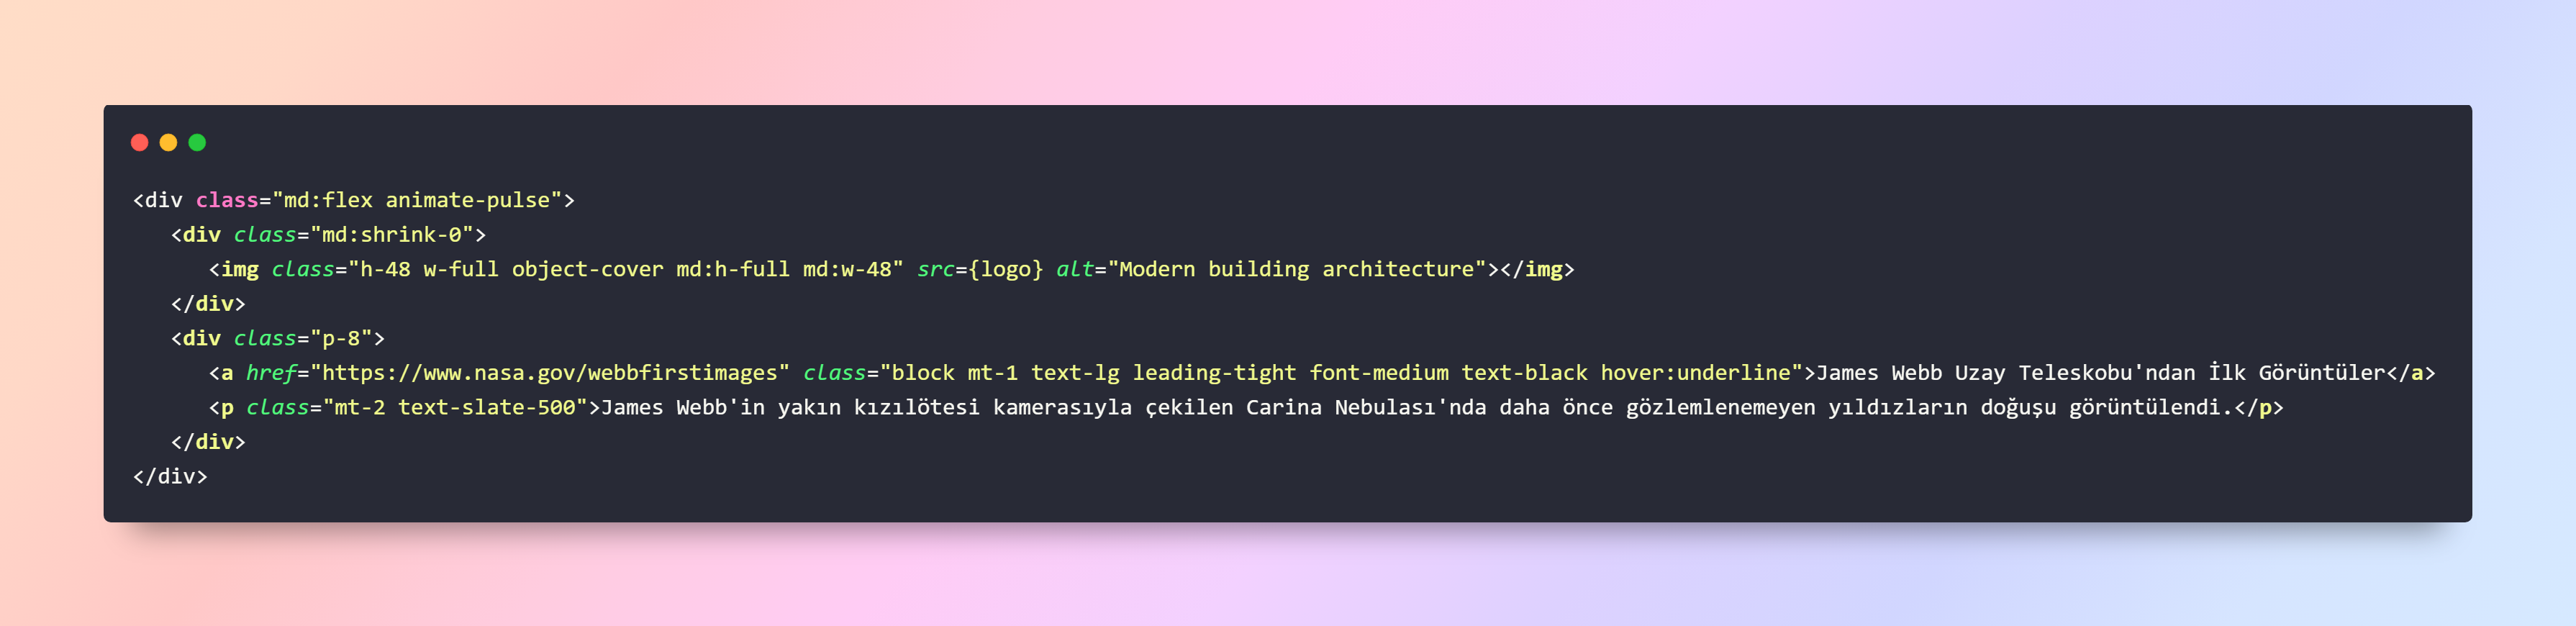 <div class="md:flex animate-pulse">
   <div class="md:shrink-0">
      <img class="h-48 w-full object-cover md:h-full md:w-48" src={logo} alt="Modern building architecture"></img>
   </div>
   <div class="p-8">
      <a href="https://www.nasa.gov/webbfirstimages" class="block mt-1 text-lg leading-tight font-medium text-black hover:underline">James Webb Uzay Teleskobu'ndan İlk Görüntüler</a>
      <p class="mt-2 text-slate-500">James Webb'in yakın kızılötesi kamerasıyla çekilen Carina Nebulası'nda daha önce gözlemlenemeyen yıldızların doğuşu görüntülendi.</p>
   </div>
</div>